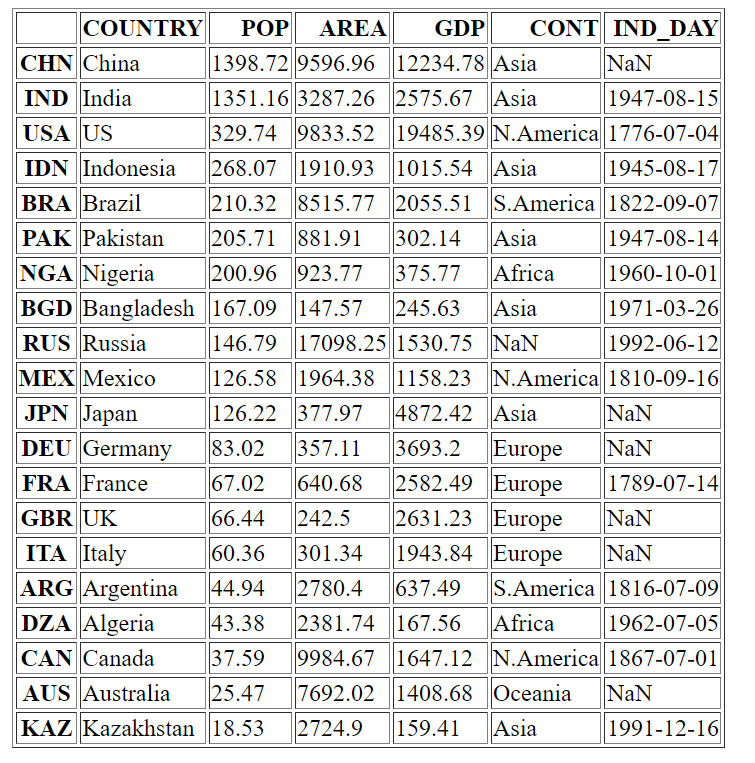 COUNTRY POP AREA GDP CONT IND_DAY
CHN China 1398.72 9596.96 12234.78 Asia NaN
IND India 1351.16 3287.26 2575.67 Asia 1947-08-15
USA US 329.74 9833.52 19485.39 N.America 1776-07-04
IDN Indonesia 268.07 1910.93 1015.54 Asia 1945-08-17
BRA Brazil 210.32 8515.77 2055.51 S.America 1822-09-07
PAK Pakistan 205.71 881.91 302.14 Asia 1947-08-14
NGA Nigeria 200.96 923.77 375.77 Africa 1960-10-01
BGD Bangladesh 167.09 147.57 245.63 Asia 1971-03-26
RUS Russia 146.79 17098.25 1530.75 NaN 1992-06-12
MEX Mexico 126.58 1964.38 1158.23 N.America 1810-09-16
JPN Japan 126.22 377.97 4872.42 Asia NaN
DEU Germany 83.02 357.11 3693.2 Europe NaN
FRA France 67.02 640.68 2582.49 Europe 1789-07-14
GBR UK 66.44 242.5 2631.23 Europe NaN
ITA Italy 60.36 301.34 1943.84 Europe NaN
ARG Argentina 44.94 2780.4 637.49 S.America 1816-07-09
DZA Algeria 43.38 2381.74 167.56 Africa 1962-07-05
CAN Canada 37.59 9984.67 1647.12 N.America 1867-07-01
AUS Australia 25.47 7692.02 1408.68 Oceania NaN
KAZ Kazakhstan 18.53 2724.9 159.41 Asia 1991-12-16